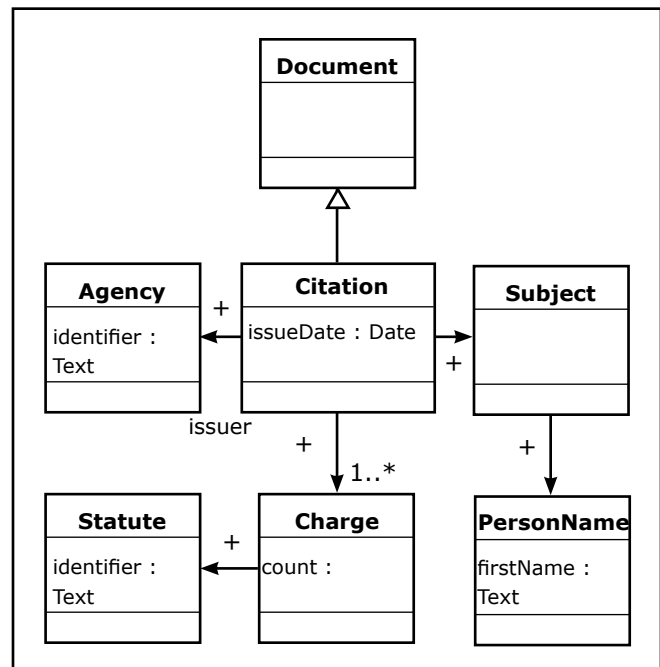 Document
Agency
identifier :
Text
+
Citation
issueDate : Date
+
Subject
issuer
+
1..*
+
Statute
identifier :
Text
+
Charge
count :
PersonName
firstName :
Text